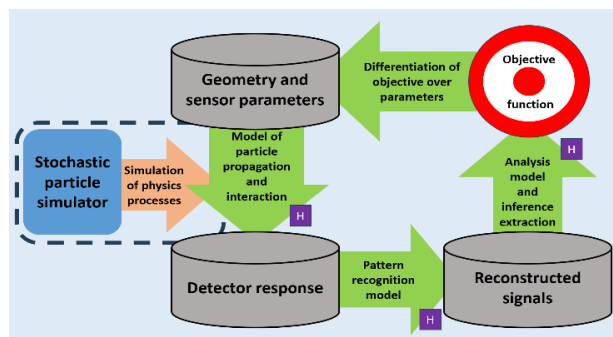 Geometry and
sensor parameters
Differentiation of
objective over
parameters
Objective
function
Stochastic
particle
simulator
Simulation
of physics
processes
Model of
particle
propagation
and
interaction
H
H
Analysis
model
and
inference
extraction
Detector response
Pattern
recognition
model
H
Reconstructed
signals